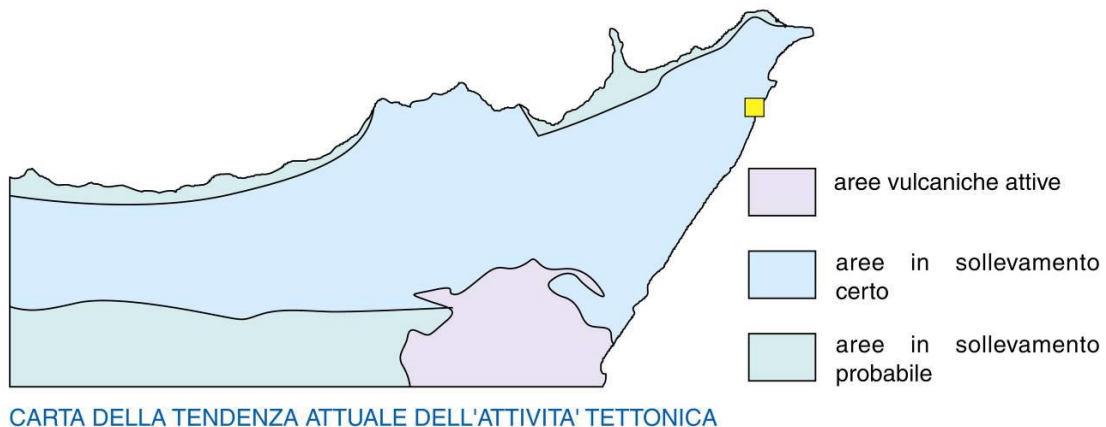 aree vulcaniche attive
aree in sollevamento
certo
aree in sollevamento
probabile
CARTA DELLA TENDENZA ATTUALE DELL'ATTIVITA' TETTONICA